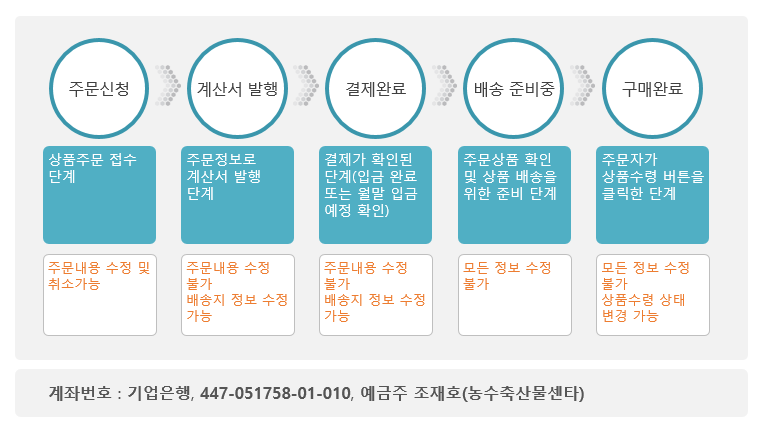 주문신청
계산서 발행
결제완료
배송 준비중
구매완료
상품주문 접수
단계
주문정보로
계산서 발행
단계
결제가 확인된
단계(입금 완료
또는 월말 입금
예정 확인)
주문상품 확인
및 상품 배송을
위한 준비 단계
주문자가
상품수령 버튼을
클릭한 단계
주문내용 수정 및
취소가능
주문내용 수정
불가
배송지 정보 수정
가능
주문내용 수정
불가
배송지 정보 수정
가능
모든 정보 수정
불가
모든 정보 수정
불가
상품수령 상태
변경 가능
계좌번호 : 기업은행, 447-051758-01-010, 예금주 조재호(농수축산물센타)